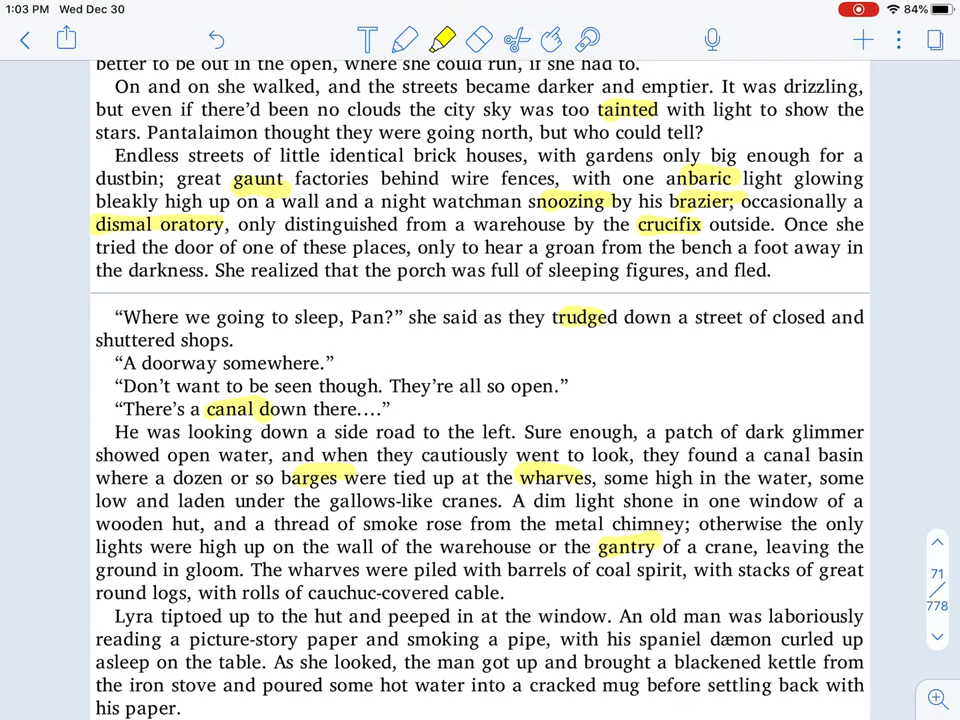 1:03 PM Wed Dec 30
84%
better to be out in the open, where she could run, if she had to.
On and on she walked, and the streets became darker and emptier. It was drizzling,
but even if there’d been no clouds the city sky was too tainted with light to show the
stars. Pantalaimon thought they were going north, but who could tell?
Endless streets of little identical brick houses, with gardens only big enough for a
dustbin; great gaunt factories behind wire fences, with one anbaric light glowing
bleakly high up on a wall and a night watchman snoozing by his brazier; occasionally a
dismal oratory, only distinguished from a warehouse by the crucifix outside. Once she
tried the door of one of these places, only to hear a groan from the bench a foot away in
the darkness. She realized that the porch was full of sleeping figures, and fled.
“Where we going to sleep, Pan?” she said as they trudged down a street of closed and
shuttered shops.
“A doorway somewhere.”
“Don’t want to be seen though. They’re all so open.”
“There’s a canal down there....”
He was looking down a side road to the left. Sure enough, a patch of dark glimmer
showed open water, and when they cautiously went to look, they found a canal basin
where a dozen or so barges were tied up at the wharves, some high in the water, some
low and laden under the gallows-like cranes. A dim light shone in one window of a
wooden hut, and a thread of smoke rose from the metal chimney; otherwise the only
lights were high up on the wall of the warehouse or the gantry of a crane, leaving the
ground in gloom. The wharves were piled with barrels of coal spirit, with stacks of great
round logs, with rolls of cauchuc-covered cable.
Lyra tiptoed up to the hut and peeped in at the window. An old man was laboriously
reading a picture-story paper and smoking a pipe, with his spaniel dæmon curled up
asleep on the table. As she looked, the man got up and brought a blackened kettle from
the iron stove and poured some hot water into a cracked mug before settling back with
his paper.
71
/
778